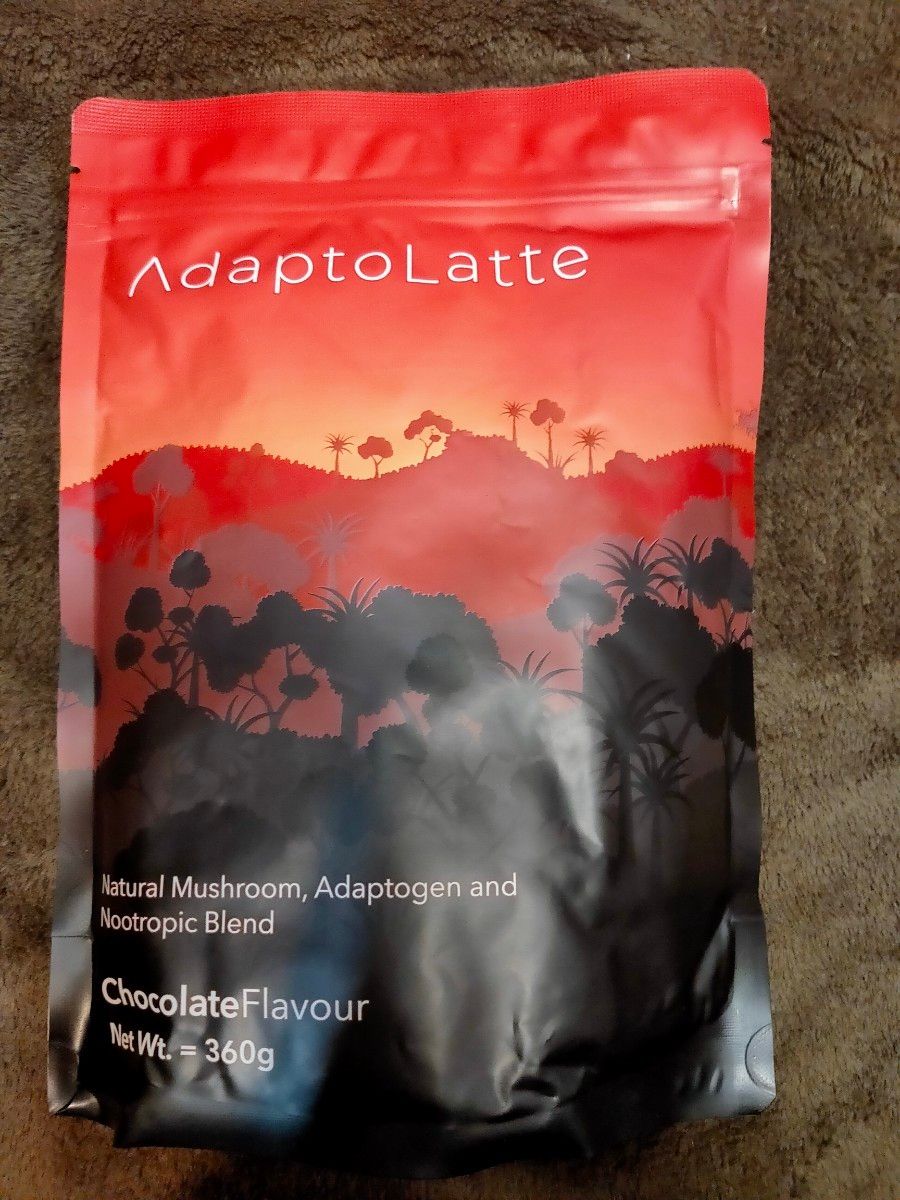 AdaptoLatte
Natural Mushroom, Adaptogen and
Nootropic Blend
ChocolateFlavour
Net Wt. = 360g